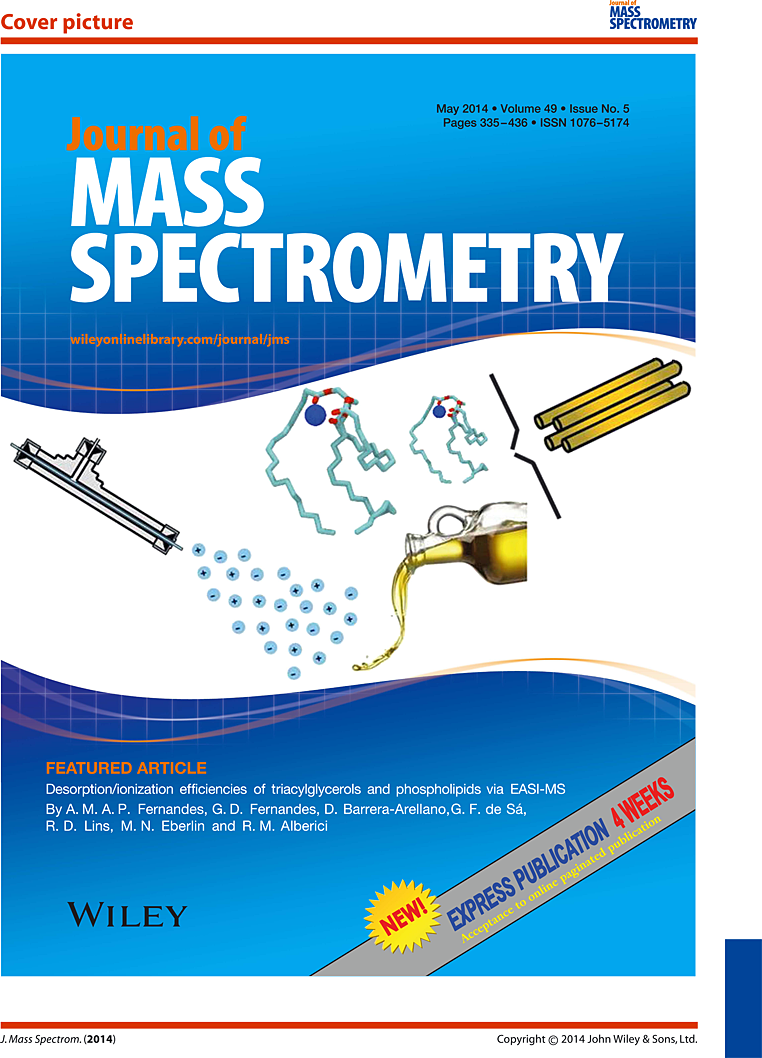 Cover picture
Journal of
MASS
SPECTROMETRY
May 2014 • Volume 49 • Issue No. 5
Pages 335–436 • ISSN 1076–5174
Journal of
MASS
SPECTROMETRY
wileyonlinelibrary.com/journal/jms
FEATURED ARTICLE
Desorption/ionization efficiencies of triacylglycerols and phospholipids via EASI-MS
By A. M. A. P. Fernandes, G. D. Fernandes, D. Barrera-Arellano,G. F. de Sá,
R. D. Lins, M. N. Eberlin and R. M. Alberici
WILEY
NEW!
EXPRESS PUBLICATION 4 WEEKS
Acceptance to online paginated publication
J. Mass Spectrom. (2014)
Copyright © 2014 John Wiley & Sons, Ltd.